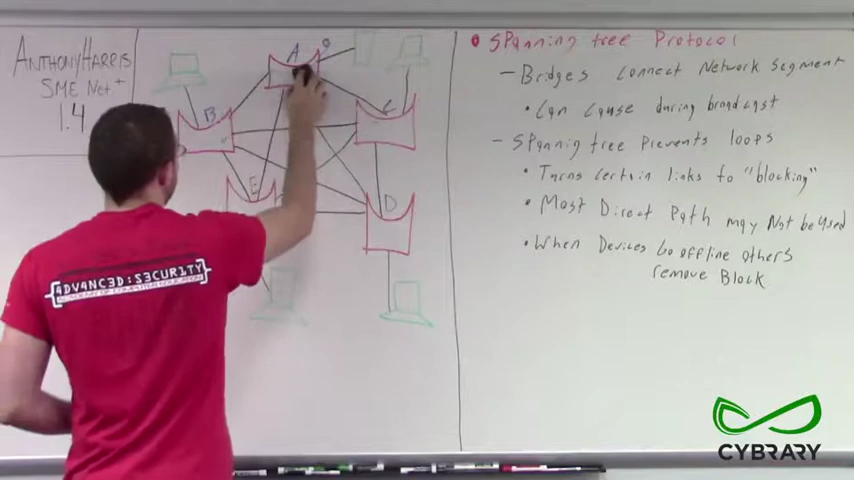 ANTHONY HARRIS
SME Net+
1.4
A
B
C
D
E
{4DV4NC3D:S3CUR1TY}
Spanning tree Protocol
- Bridges connect Network Segment
• Can cause during broadcast
- Spannig tree Prevents loops
• Turns certain links to "blocking"
• Most Direct Path may Not be used
• When Devices Go offline others
remove Block
CYBRARY